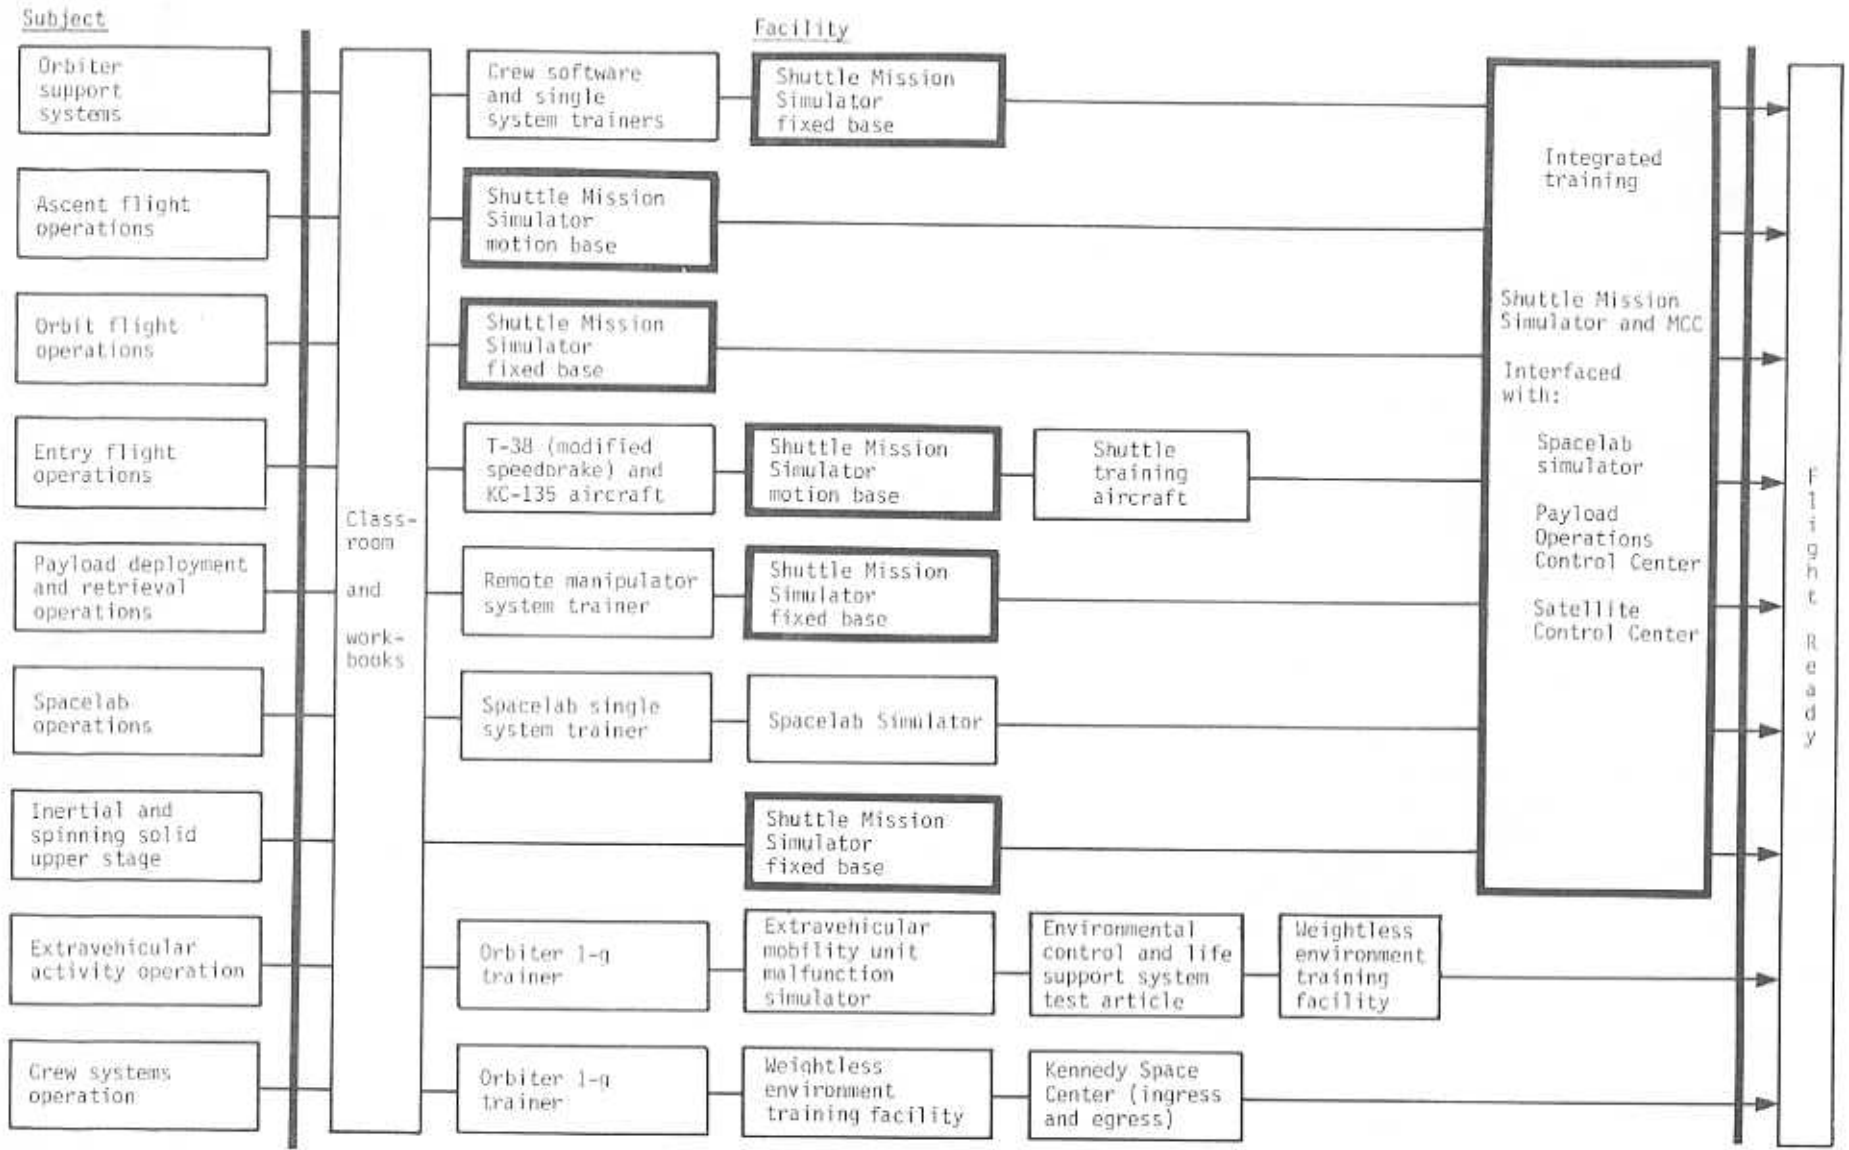 Subject
Facility
Orbiter
support
systems
Crew software
and single
system trainers
Shuttle Mission
Simulator
fixed base
Ascent flight
operations
Shuttle Mission
Simulator
motion base
Orbit flight
operations
Shuttle Mission
Simulator
fixed base
Entry flight
operations
T-38 (modified
speedbrake) and
KC-135 aircraft
Shuttle Mission
Simulator
motion base
Shuttle
training
aircraft
Payload deployment
and retrieval
operations
Remote manipulator
system trainer
Shuttle Mission
Simulator
fixed base
Spacelab
operations
Spacelab single
system trainer
Spacelab Simulator
Inertial and
spinning solid
upper stage
Shuttle Mission
Simulator
fixed base
Extravehicular
activity operation
Orbiter 1-g
trainer
Extravehicular
mobility unit
malfunction
simulator
Environmental
control and life
support system
test article
Weightless
environment
training
facility
Crew systems
operation
Orbiter 1-g
trainer
Weightless
environment
training facility
Kennedy Space
Center (ingress
and egress)
Class-
room
and
work-
books
Integrated
training
Shuttle Mission
Simulator and MCC
Interfaced
with:
Spacelab
simulator
Payload
Operations
Control Center
Satellite
Control Center
Flight Ready